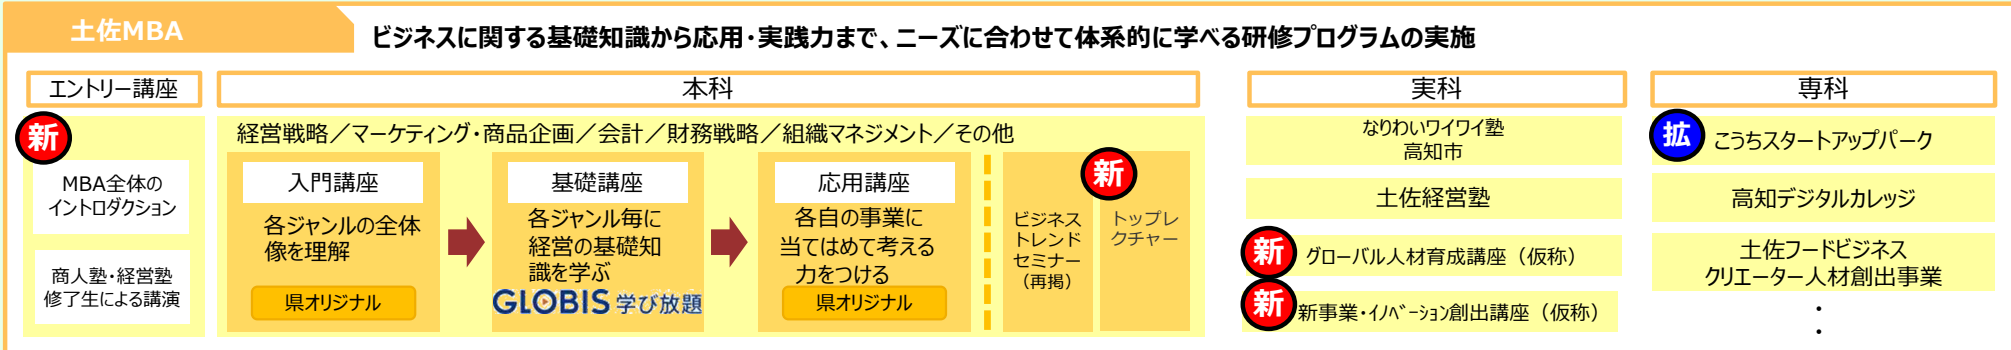 土佐MBA
ビジネスに関する基礎知識から応用・実践力まで、ニーズに合わせて体系的に学べる研修プログラムの実施
エントリー講座
新
MBA全体の
イントロダクション
商人塾・経営塾
修了生による講演
本科
経営戦略／マーケティング・商品企画／会計／財務戦略／組織マネジメント／その他
入門講座
各ジャンルの全体
像を理解
県オリジナル
基礎講座
各ジャンル毎に
経営の基礎知
識を学ぶ
GLOBIS 学び放題
応用講座
各自の事業に
当てはめて考える
力をつける
県オリジナル
ビジネス
トレンド
セミナー
（再掲）
新
トップレ
クチャー
実科
なりわいワイワイ塾
高知市
土佐経営塾
新
グローバル人材育成講座（仮称）
新
新事業・ｲﾉﾍﾞｰｼｮﾝ創出講座（仮称）
専科
拡
こうちスタートアップパーク
高知デジタルカレッジ
土佐フードビジネス
クリエーター人材創出事業
・
・